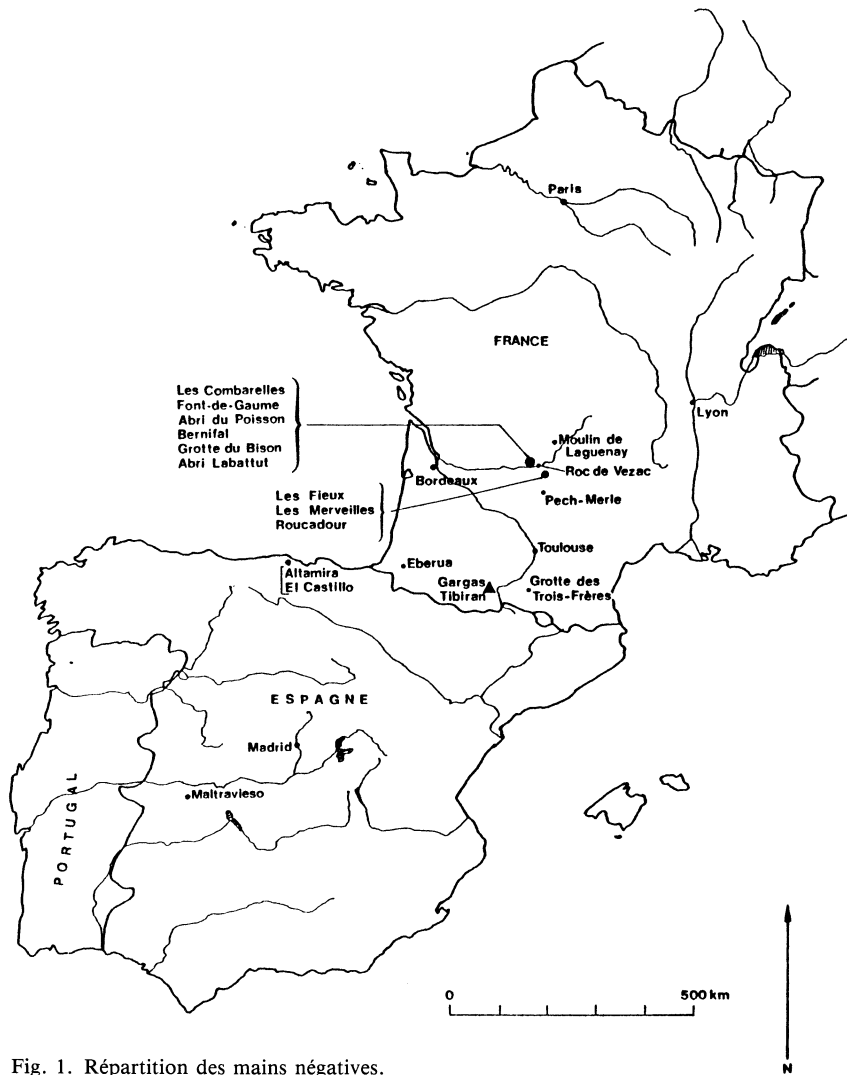 Paris
FRANCE
Les Combarelles
Font-de-Gaume
Abri du Poisson
Bernifal
Grotte du Bison
Abri Labattut
Lyon
Moulin de
Laguenay
Roc de Vezac
Bordeaux
Les Fieux
Les Merveilles
Roucadour
Pech-Merle
Toulouse
Eberua
Altamira
El Castillo
Gargas
Tibiran
Grotte des
Trois-Frères
ESPAGNE
Madrid
Maltravieso
PORTUGAL
0 500 km
N
Fig. 1. Répartition des mains négatives.